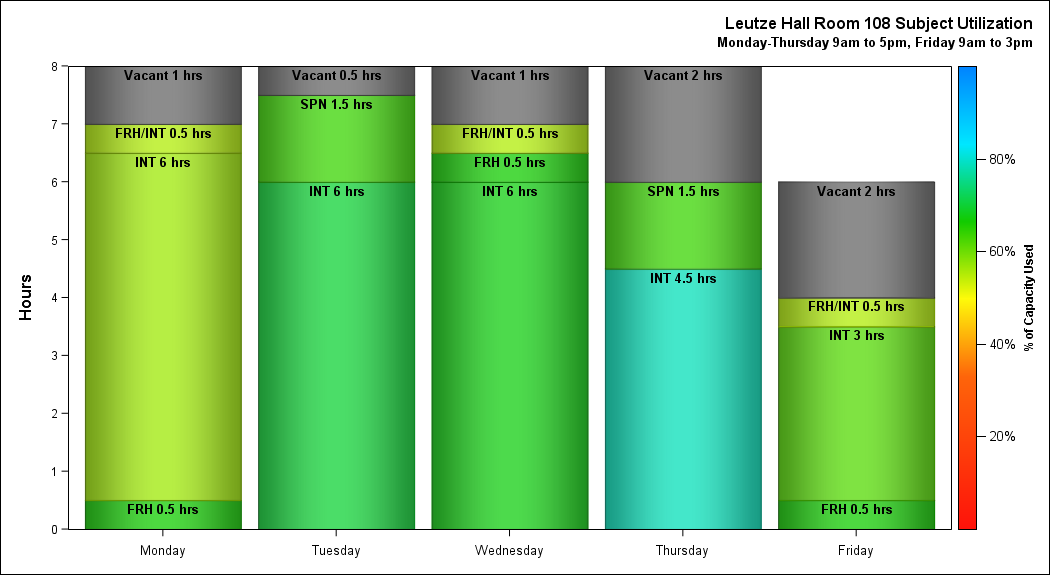 Leutze Hall Room 108 Subject Utilization
Monday-Thursday 9am to 5pm, Friday 9am to 3pm
Hours
8
7
6
5
4
3
2
1
0
Vacant 1 hrs
FRH/INT 0.5 hrs
INT 6 hrs
FRH 0.5 hrs
Monday
Vacant 0.5 hrs
SPN 1.5 hrs
INT 6 hrs
Tuesday
Vacant 1 hrs
FRH/INT 0.5 hrs
FRH 0.5 hrs
INT 6 hrs
Wednesday
Vacant 2 hrs
SPN 1.5 hrs
INT 4.5 hrs
Thursday
Vacant 2 hrs
FRH/INT 0.5 hrs
INT 3 hrs
FRH 0.5 hrs
Friday
80%
60%
40%
20%
% of Capacity Used